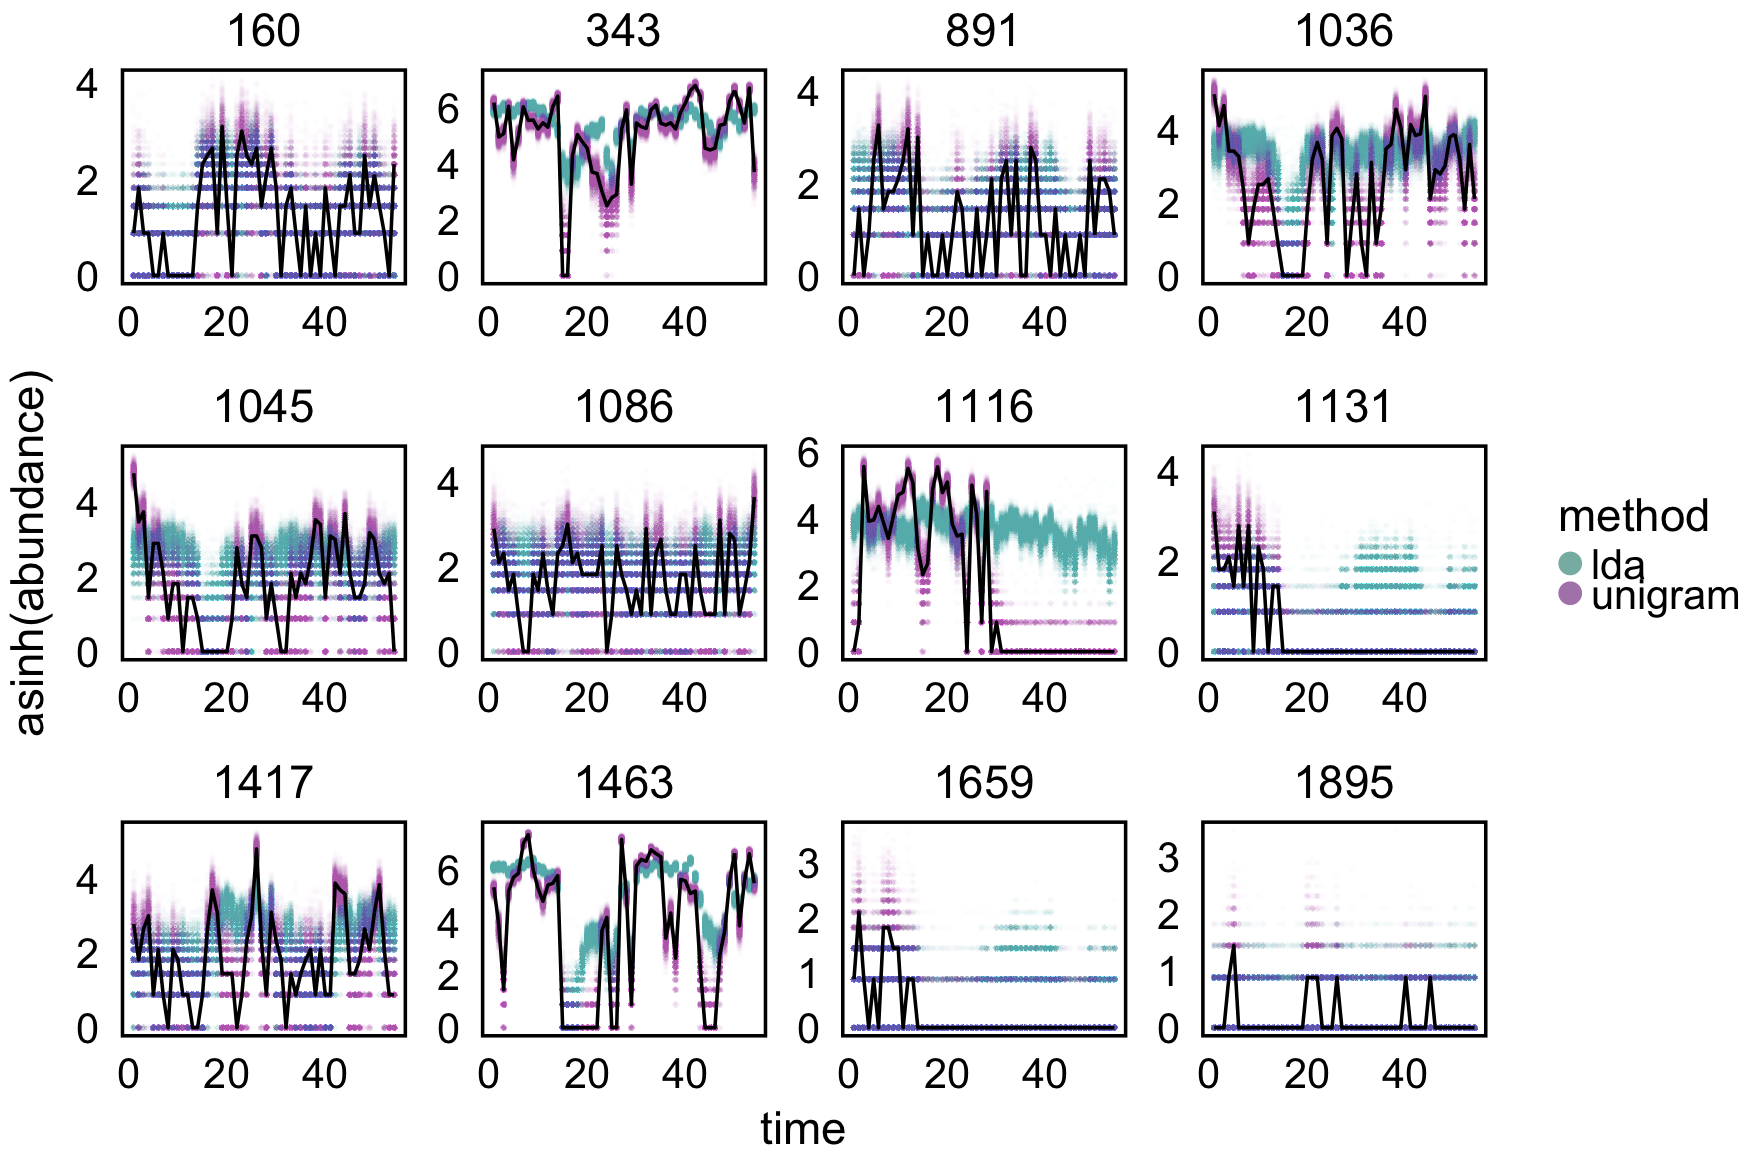 160 343 891 1036
4 2 0 6 4 2 0 4 2 0 4 2 0
0 20 40 0 20 40 0 20 40 0 20 40
asinh(abundance)
1045 1086 1116 1131
4 2 0 4 2 0 6 4 2 0 4 2 0
0 20 40 0 20 40 0 20 40 0 20 40
method
lda
unigram
1417 1463 1659 1895
4 2 0 6 4 2 0 3 2 1 0 3 2 1 0
0 20 40 0 20 40 0 20 40 0 20 40
time